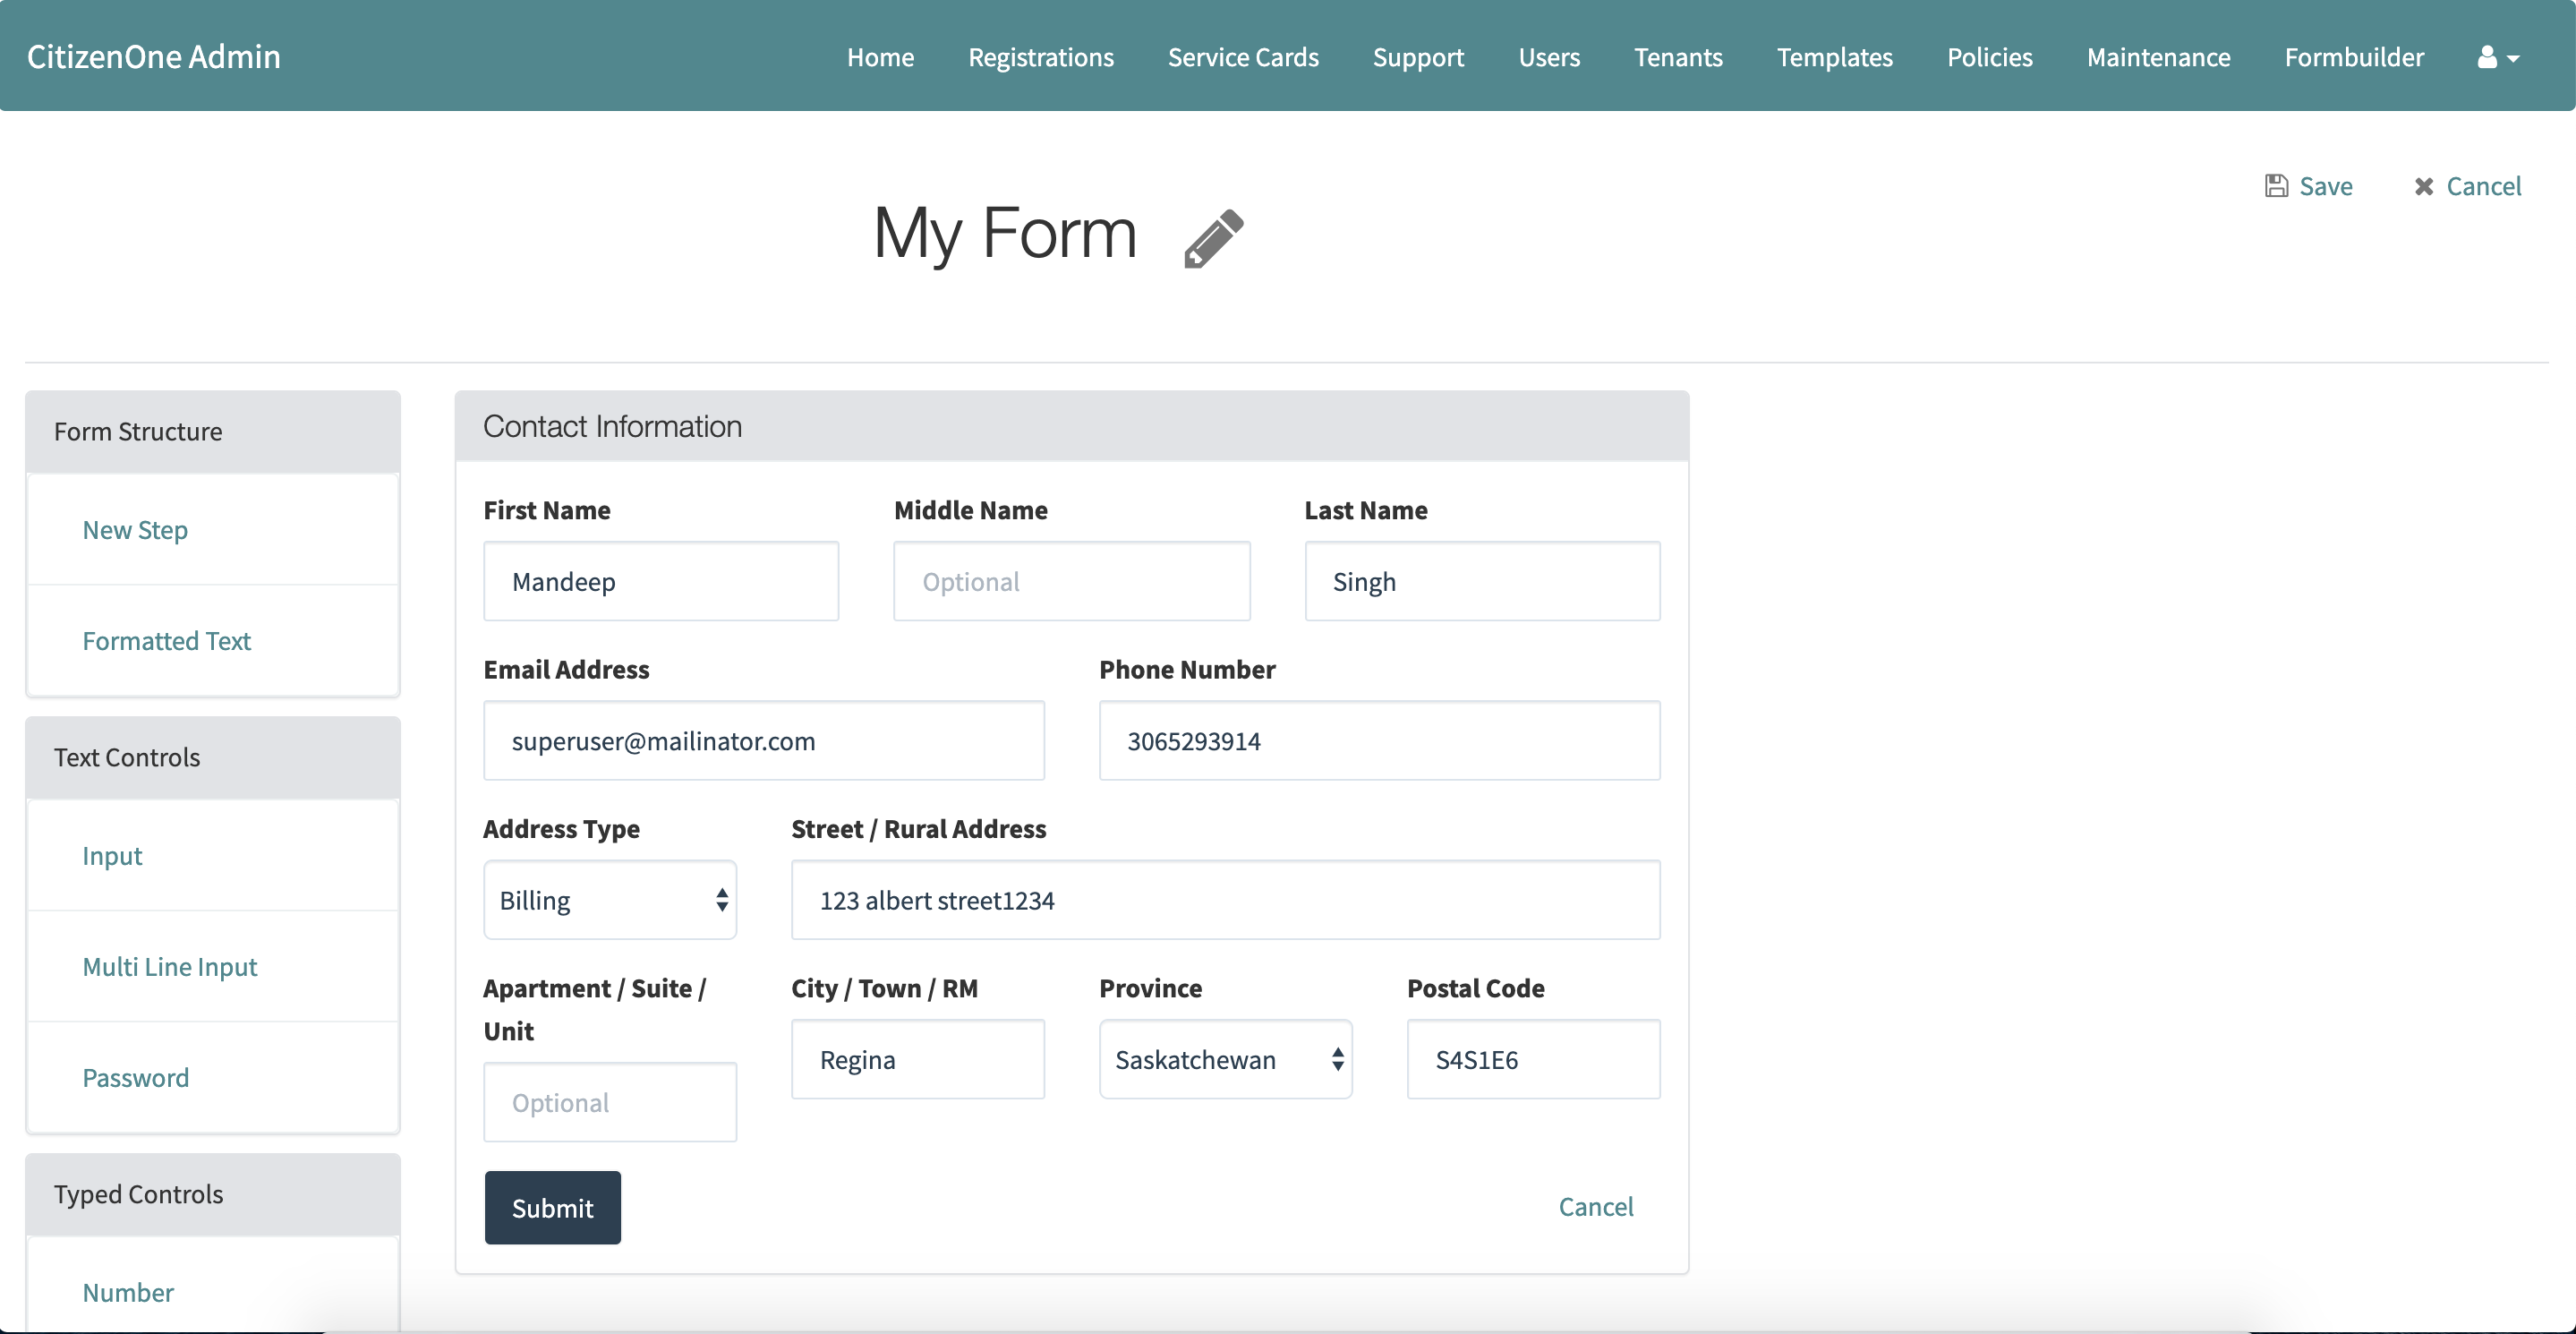 CitizenOne Admin
Home Registrations Service Cards Support Users Tenants Templates Policies Maintenance Formbuilder
Save Cancel
My Form
Form Structure
New Step
Formatted Text
Text Controls
Input
Multi Line Input
Password
Typed Controls
Number
Contact Information
First Name Middle Name Last Name
Mandeep Optional Singh
Email Address Phone Number
superuser@mailinator.com 3065293914
Address Type Street / Rural Address
Billing 123 albert street1234
Apartment / Suite /
Unit
City / Town / RM Province Postal Code
Optional Regina Saskatchewan S4S1E6
Submit Cancel